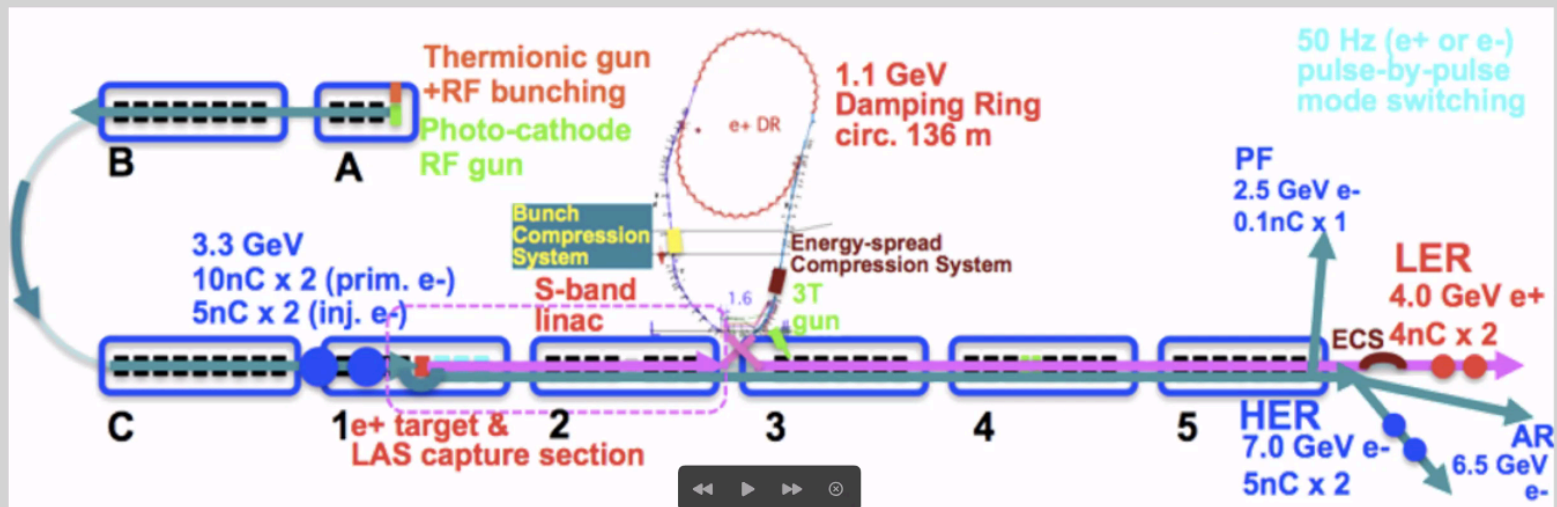 Thermionic gun
+RF bunching
Photo-cathode
RF gun
B
A
e+ DR
1.1 GeV
Damping Ring
circ. 136 m
50 Hz (e+ or e-)
pulse-by-pulse
mode switching
PF
2.5 GeV e-
0.1nC x 1
Bunch
Compression
System
Energy-spread
Compression System
3.3 GeV
10nC x 2 (prim. e-)
5nC x 2 (inj. e-)
S-band
linac
1.6
3T
gun
LER
4.0 GeV e+
4nC x 2
ECS
C
1
e+ target &
LAS capture section
2
3
4
5
HER
7.0 GeV e-
5nC x 2
AR
6.5 GeV
e-